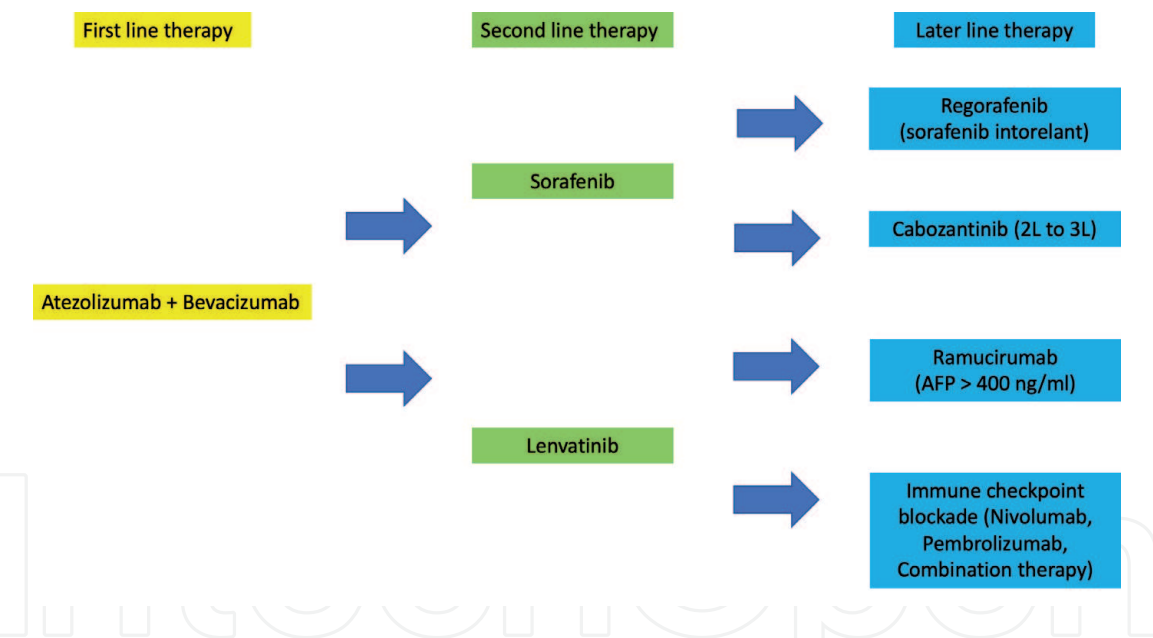 First line therapy
Second line therapy
Later line therapy
Regorafenib
(sorafenib intorelant)
Sorafenib
Cabozantinib (2L to 3L)
Atezolizumab + Bevacizumab
Ramucirumab
(AFP > 400 ng/ml)
Lenvatinib
Immune checkpoint
blockade (Nivolumab,
Pembrolizumab,
Combination therapy)